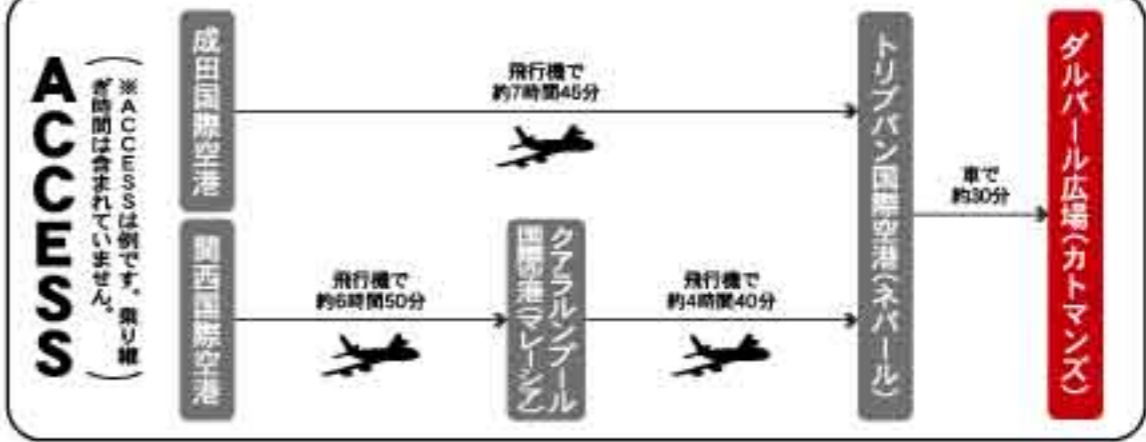 ACCESS
(※ACCESSは例です。乗り継
ぎ時間は含まれていません。)
成田国際空港
飛行機で
約7時間45分
関西国際空港
飛行機で
約6時間50分
クアラルンプール
国際空港(マレーシア)
飛行機で
約4時間40分
トリブバン国際空港(ネパール)
車で
約30分
ダルバール広場(カトマンズ)